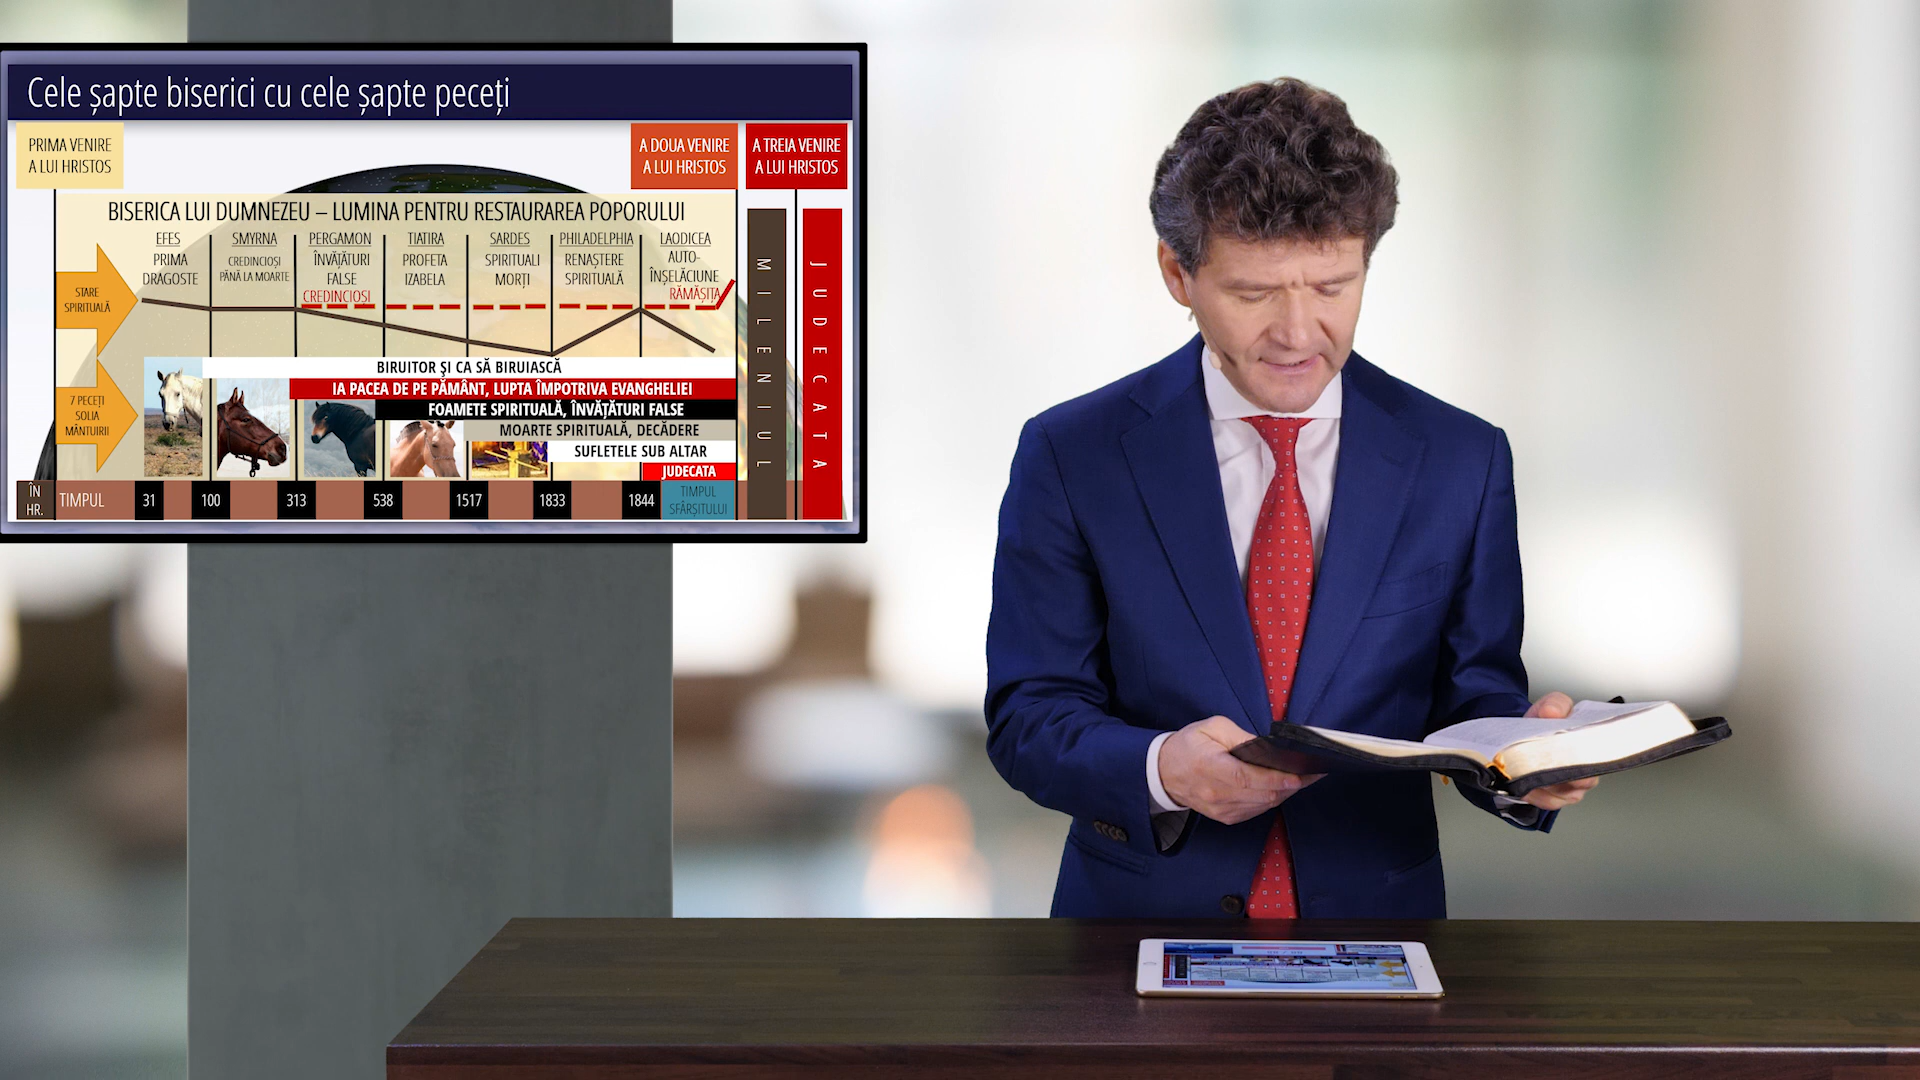 Cele șapte biserici cu cele șapte peceți
PRIMA VENIRE
A LUI HRISTOS
A DOUA VENIRE
A LUI HRISTOS
A TREIA VENIRE
A LUI HRISTOS
BISERICA LUI DUMNEZEU – LUMINA PENTRU RESTAURAREA POPORULUI
EFES
PRIMA
DRAGOSTE
SMYRNA
CREDINCIOȘI
PÂNĂ LA MOARTE
PERGAMON
ÎNVĂȚĂTURI
FALSE
CREDINCIOȘI
TIATIRA
PROFETA
IZABELA
SARDES
SPIRITUALI
MORȚI
PHILADELPHIA
RENAȘTERE
SPIRITUALĂ
LAODICEA
AUTO-
ÎNȘELĂCIUNE
RĂMĂȘIȚA
STARE
SPIRITUALĂ
7 PECEȚI
SOLIA
MÂNTUIRII
BIRUITOR ŞI CA SĂ BIRUIASCĂ
IA PACEA DE PE PĂMÂNT, LUPTA ÎMPOTRIVA EVANGHELIEI
FOAMETE SPIRITUALĂ, ÎNVĂȚĂTURI FALSE
MOARTE SPIRITUALĂ, DECĂDERE
SUFLETELE SUB ALTAR
JUDECATA
ÎN
HR.
TIMPUL
31
100
313
538
1517
1833
1844
TIMPUL
SFÂRȘITULUI
MILENIUL
JUDECATA